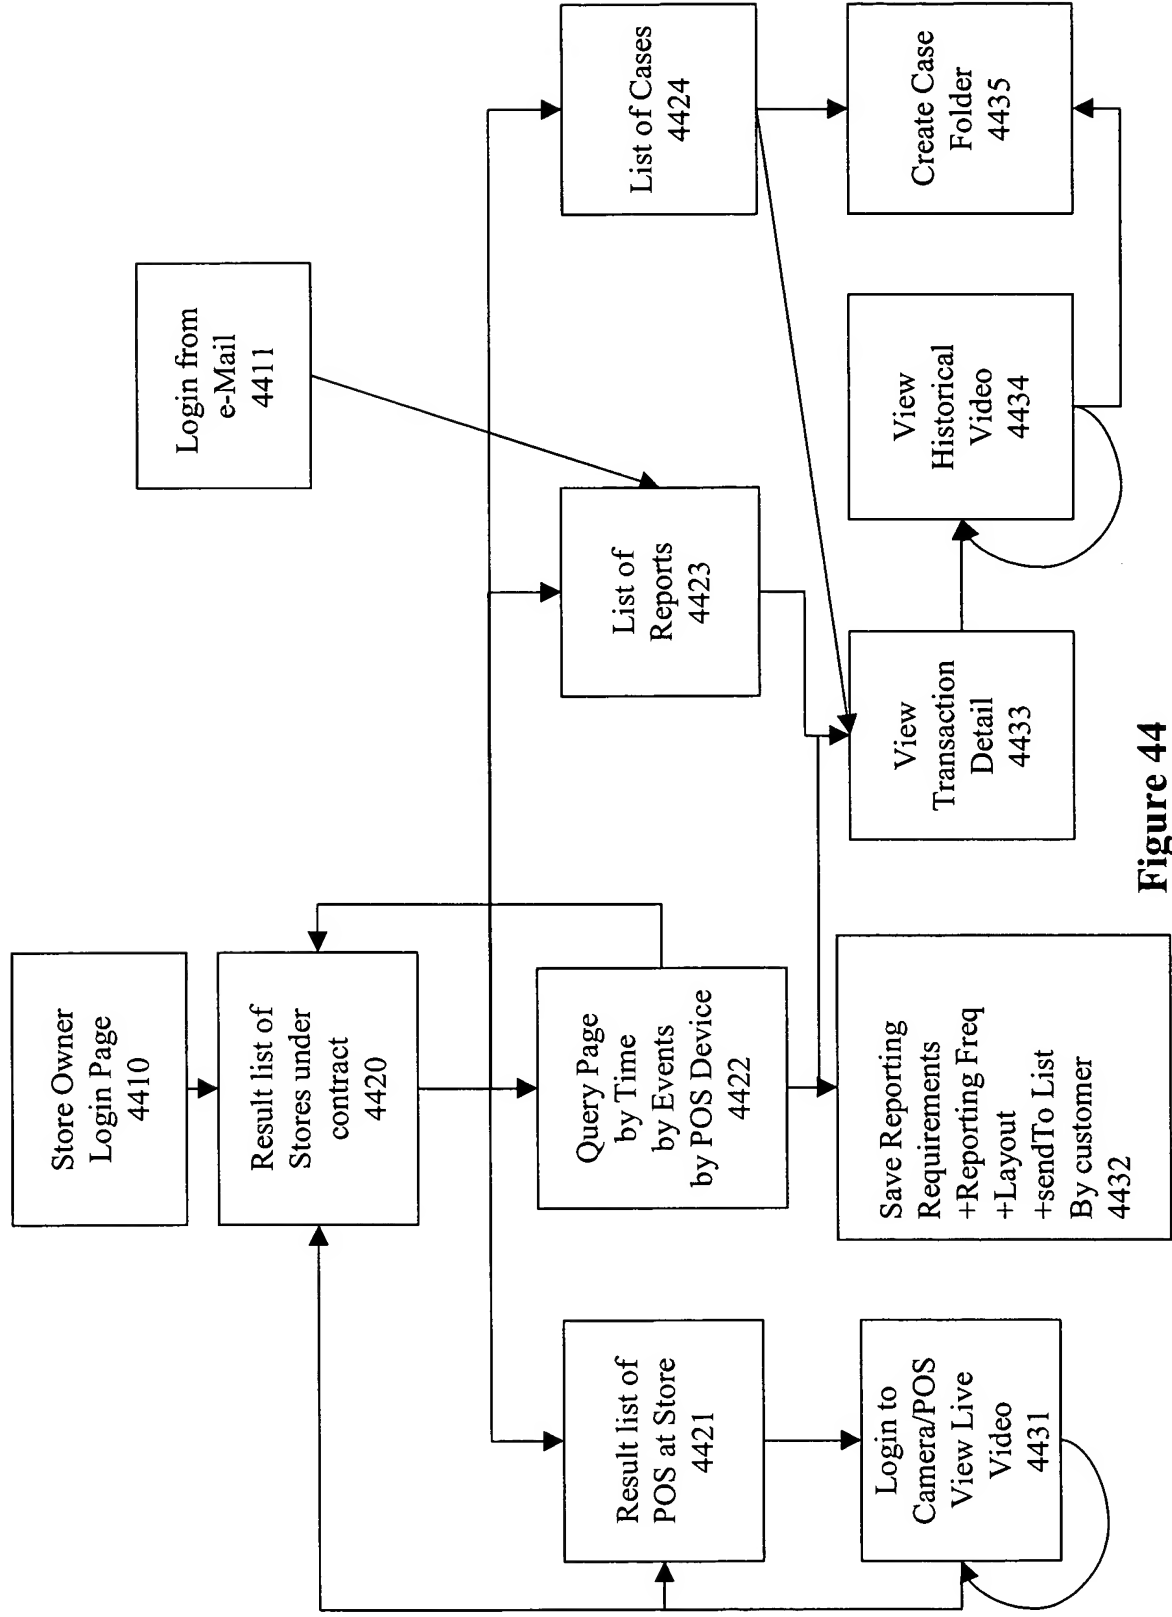 Store Owner
Login Page
4410
Login from
e-Mail
4411
Result list of
Stores under
contract
4420
Result list of
POS at Store
4421
Query Page
by Time
by Events
by POS Device
4422
List of
Reports
4423
List of Cases
4424
Login to
Camera/POS
View Live
Video
4431
Save Reporting
Requirements
+Reporting Freq
+Layout
+sendTo List
By customer
4432
View
Transaction
Detail
4433
View
Historical
Video
4434
Create Case
Folder
4435
Figure 44